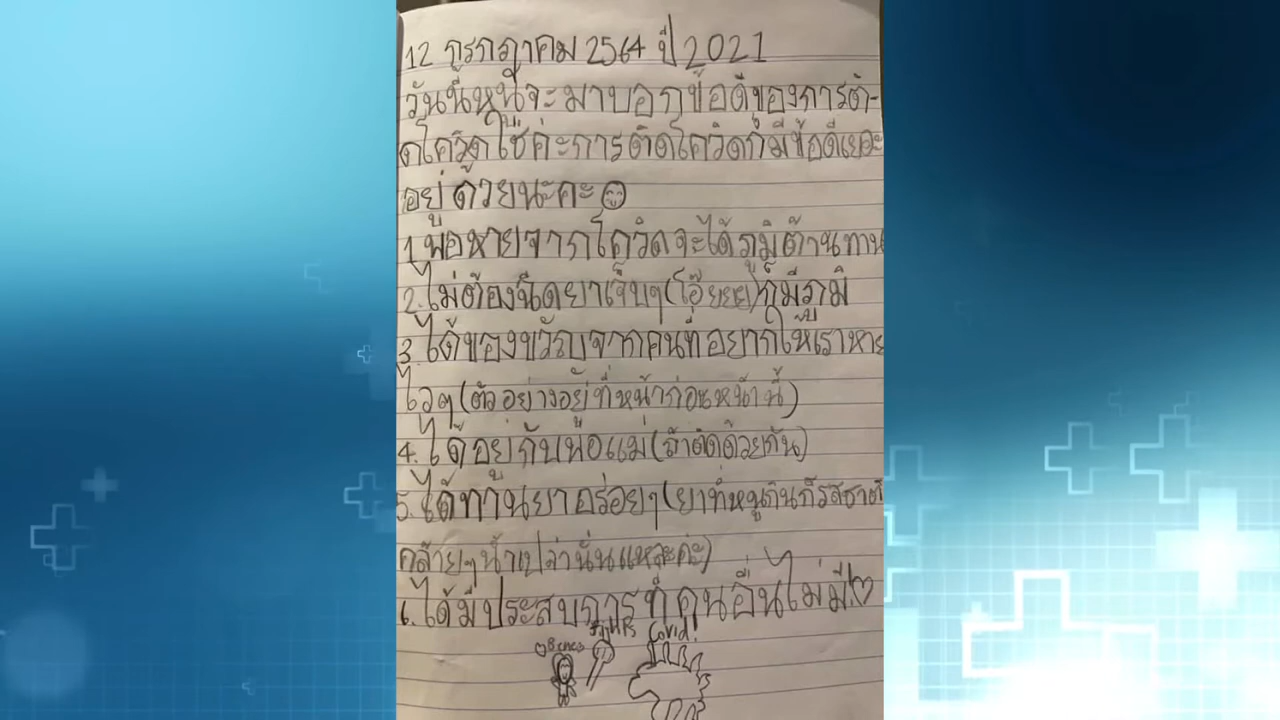 12 กรกฎาคม 2564 ปี 2021
วันนี้หนูจะมาบอกข้อดีของการติ-
ดโควิดใช่ค่ะการติดโควิดก็มีข้อดีเยอะ
อยู่ด้วยนะคะ
1.พอหายจากโควิดจะได้ภูมิต้านทาน
2.ไม่ต้องฉีดยาเจ็บๆ(โอ๊ยยย)ก็มีภูมิ
3.ได้ของขวัญจากคนที่อยากให้เราหาย
ไวๆ(ตัวอย่างอยู่ที่หน้าก่อนหน้านี้)
4.ได้อยู่กับพ่อแม่(ถ้าติดด้วยกัน)
5.ได้ทานยาอร่อยๆ(ยาที่หนูกินก็รสชาติ
คล้ายๆน้ำเปล่านั่นแหละค่ะ)
6.ได้มีประสบการที่คนอื่นไม่มี
Covid!